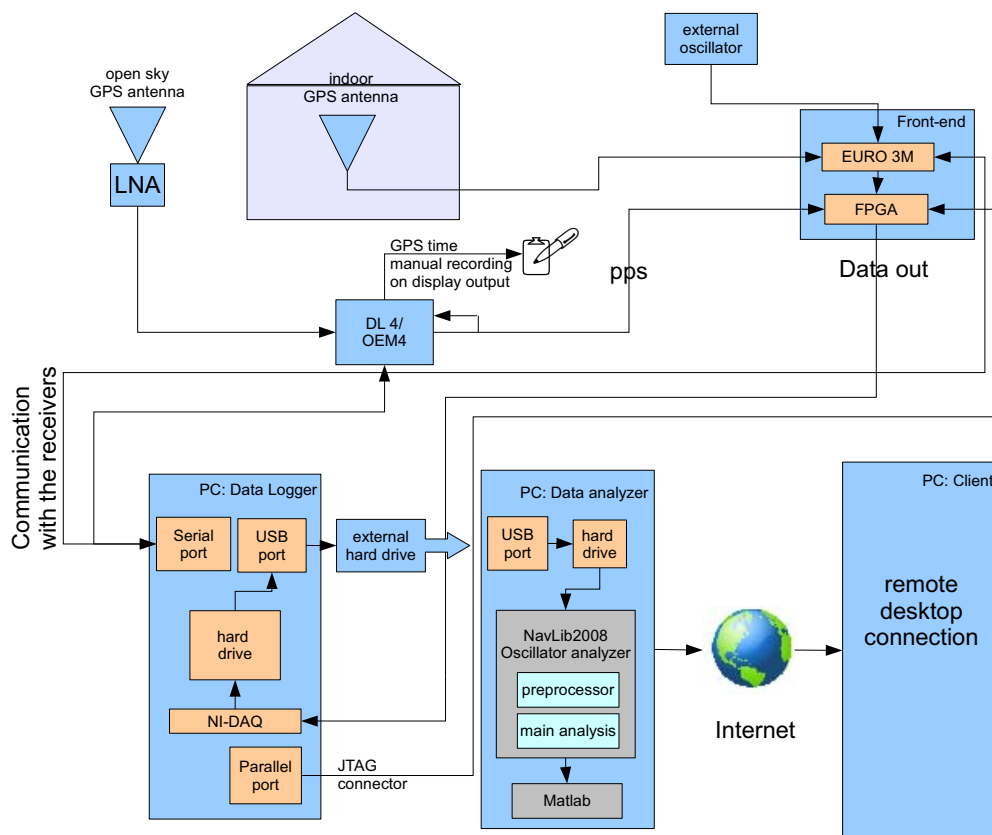 external
oscillator
open sky
GPS antenna
indoor
GPS antenna
LNA
Front-end
EURO 3M
FPGA
Data out
GPS time
manual recording
on display output
pps
DL 4/
OEM4
Communication
with the receivers
PC: Data Logger
Serial
port
USB
port
external
hard drive
hard
drive
NI-DAQ
Parallel
port
JTAG
connector
PC: Data analyzer
USB
port
hard
drive
NavLib2008
Oscillator analyzer
preprocessor
main analysis
Matlab
Internet
PC: Client
remote
desktop
connection